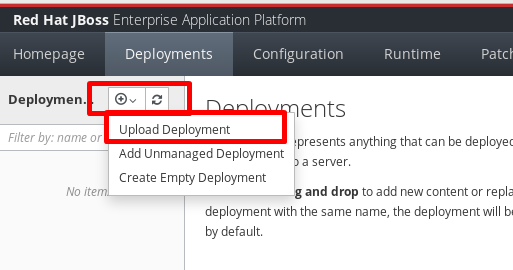 Red Hat JBoss Enterprise Application Platform
Homepage Deployments Configuration Runtime Patch
Deploymen...
Deployments
Upload Deployment
Filter by: name or
epresents anything that can be deployed
Add Unmanaged Deployment
o a server.
Create Empty Deployment
No item
g and drop to add new content or repla
deployment with the same name, the deployment will be
by default.